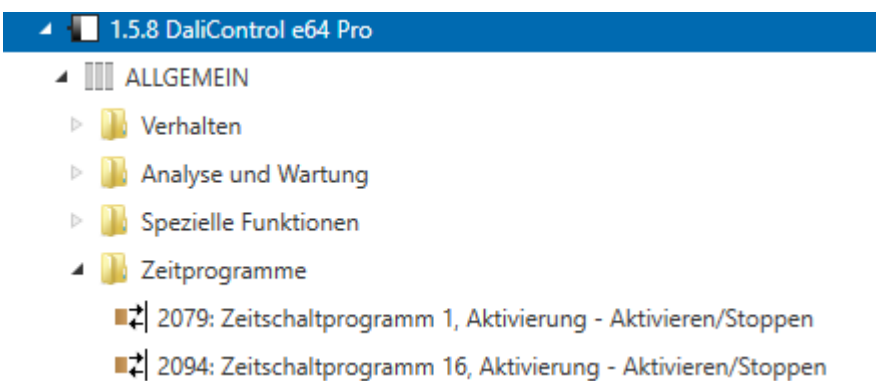 1.5.8 DaliControl e64 Pro
ALLGEMEIN
Verhalten
Analyse und Wartung
Spezielle Funktionen
Zeitprogramme
2079: Zeitschaltprogramm 1, Aktivierung - Aktivieren/Stoppen
2094: Zeitschaltprogramm 16, Aktivierung - Aktivieren/Stoppen